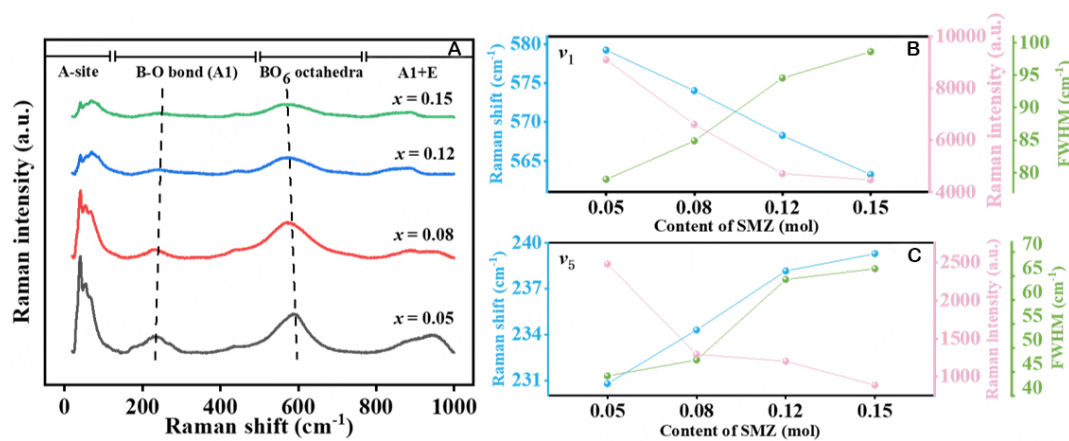 A
A-site
B-O bond (A1)
BO6 octahedra
A1+E
x = 0.15
x = 0.12
x = 0.08
x = 0.05
Raman intensity (a.u.)
0 200 400 600 800 1000
Raman shift (cm-1)
B
ν1
580
575
570
565
Raman shift (cm-1)
10000
8000
6000
4000
Raman intensity (a.u.)
100
95
90
85
80
FWHM (cm-1)
0.05 0.08 0.12 0.15
Content of SMZ (mol)
C
ν5
240
237
234
231
Raman shift (cm-1)
2500
2000
1500
1000
Raman intensity (a.u.)
70
65
60
55
50
45
40
FWHM (cm-1)
0.05 0.08 0.12 0.15
Content of SMZ (mol)